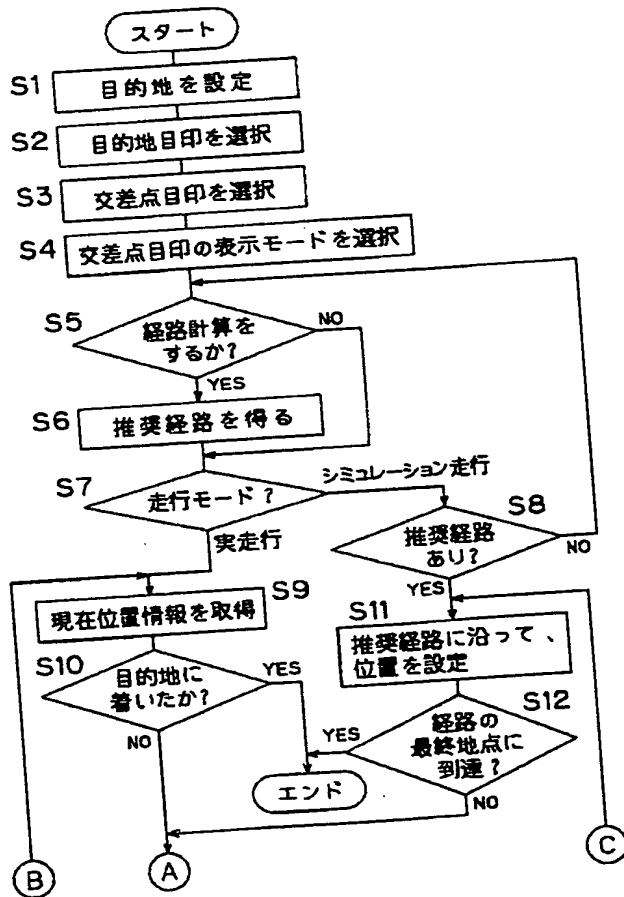 スタート
S1
目的地を設定
S2
目的地目印を選択
S3
交差点目印を選択
S4
交差点目印の表示モードを選択
S5
経路計算を
するか?
NO
YES
S6
推奨経路を得る
S7
走行モード?
シミュレーション走行
実走行
S8
推奨経路
あり?
NO
YES
S9
現在位置情報を取得
S10
目的地に
着いたか?
YES
NO
S11
推奨経路に沿って、
位置を設定
S12
経路の
最終地点に
到達?
YES
NO
エンド
B
A
C